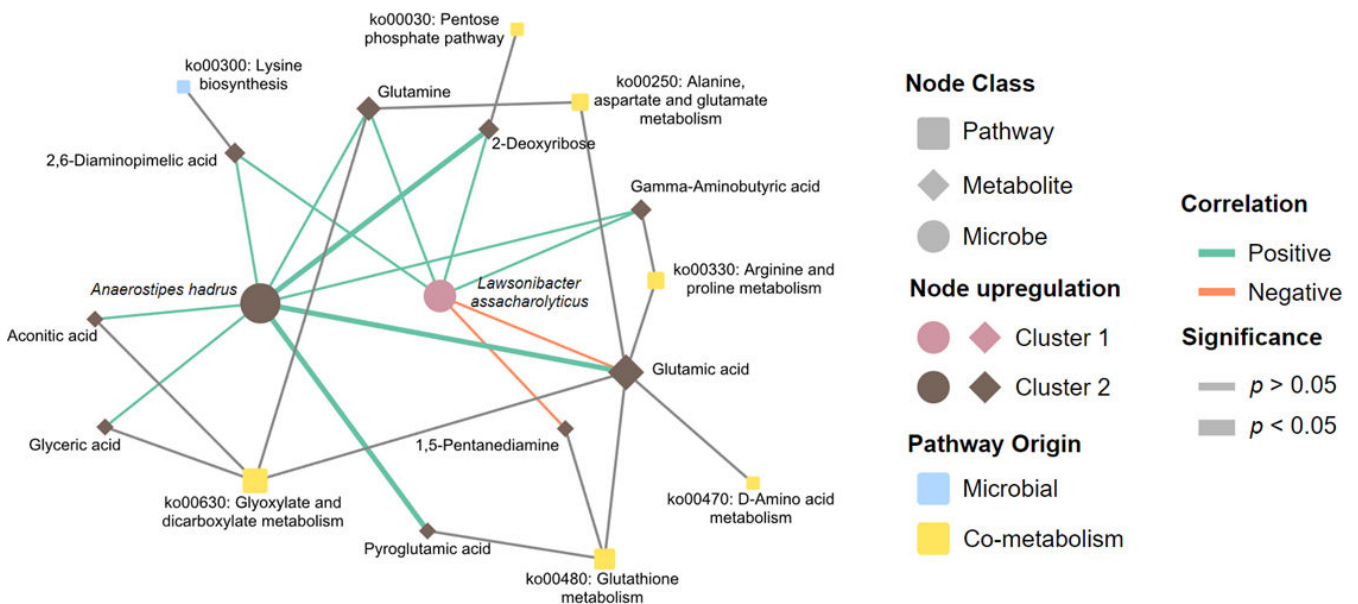 ko00030: Pentose
phosphate pathway
ko00300: Lysine
biosynthesis
Glutamine
ko00250: Alanine,
aspartate and glutamate
metabolism
2-Deoxyribose
2,6-Diaminopimelic acid
Gamma-Aminobutyric acid
ko00330: Arginine and
proline metabolism
Anaerostipes hadrus
Lawsonibacter
assacharolyticus
Aconitic acid
Glutamic acid
Glyceric acid
1,5-Pentanediamine
ko00630: Glyoxylate and
dicarboxylate metabolism
ko00470: D-Amino acid
metabolism
Pyroglutamic acid
ko00480: Glutathione
metabolism
Node Class
Pathway
Metabolite
Microbe
Node upregulation
Cluster 1
Cluster 2
Pathway Origin
Microbial
Co-metabolism
Correlation
Positive
Negative
Significance
p > 0.05
p < 0.05